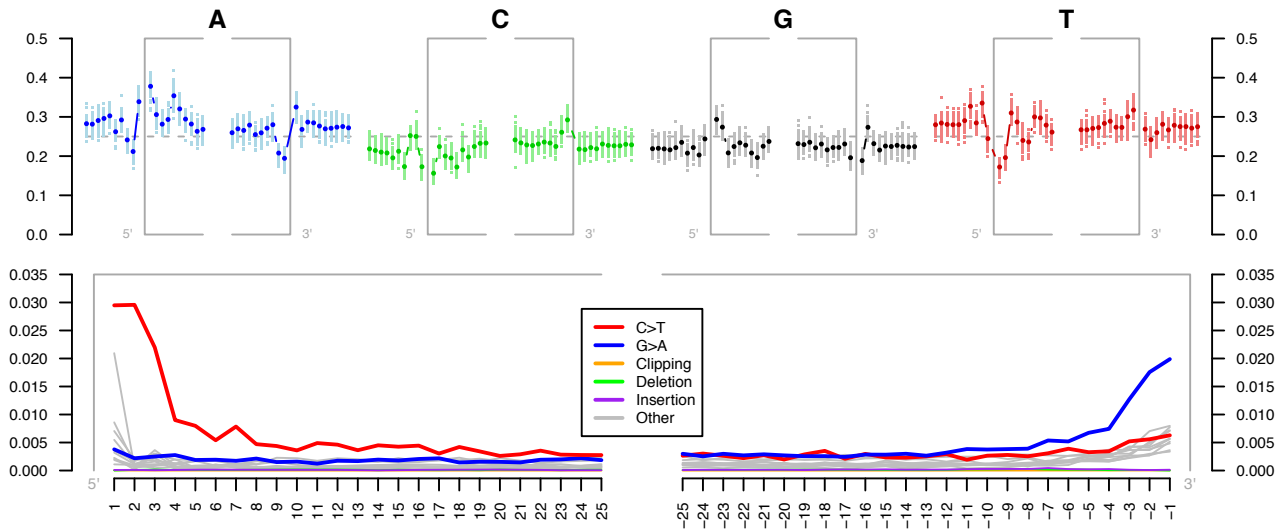 A C G T
0.5 0.5
0.4 0.4
0.3 0.3
0.2 0.2
0.1 0.1
0.0 0.0
5' 3' 5' 3' 5' 3' 5' 3'
0.035 0.035
0.030 0.030
0.025 0.025
0.020 0.020
0.015 0.015
0.010 0.010
0.005 0.005
0.000 0.000
C>T
G>A
Clipping
Deletion
Insertion
Other
5' 3'
1 2 3 4 5 6 7 8 9 10 11 12 13 14 15 16 17 18 19 20 21 22 23 24 25 −25 −24 −23 −22 −21 −20 −19 −18 −17 −16 −15 −14 −13 −12 −11 −10 −9 −8 −7 −6 −5 −4 −3 −2 −1